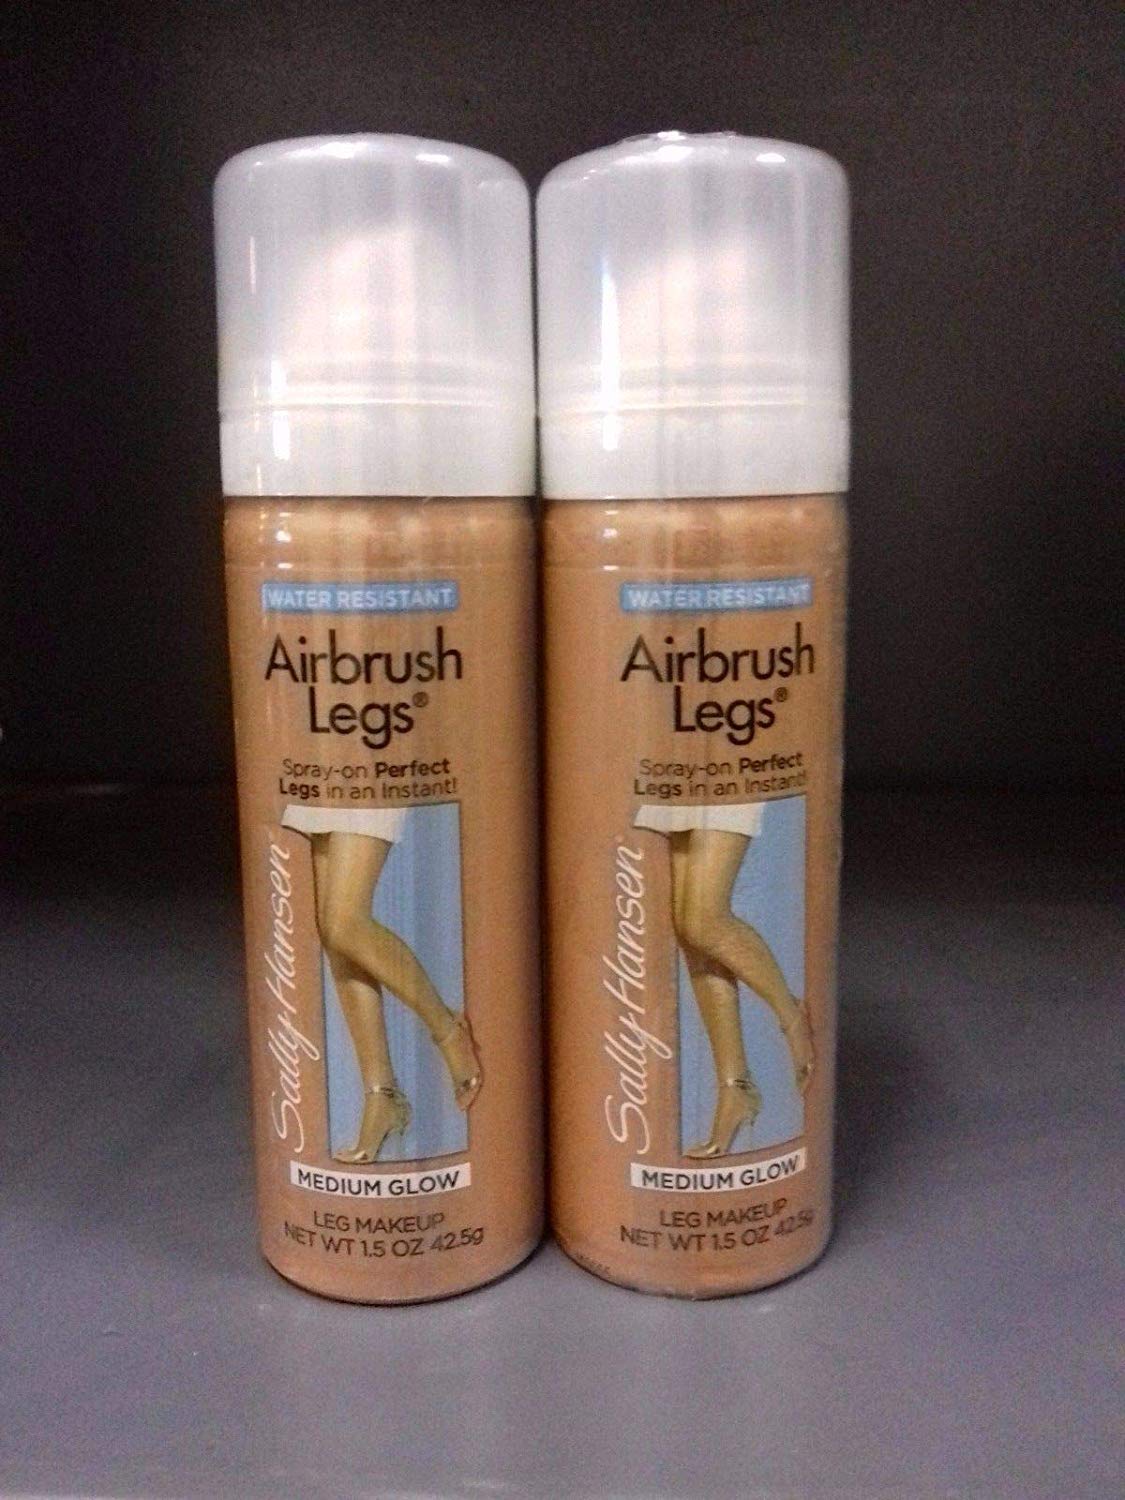 WATER RESISTANT
Airbrush
Legs®
Spray-on Perfect
Legs in an Instant!
Sally Hansen
MEDIUM GLOW
LEG MAKEUP
NET WT 1.5 OZ 42.5g
WATER RESISTANT
Airbrush
Legs®
Spray-on Perfect
Legs in an Instant!
Sally Hansen
MEDIUM GLOW
LEG MAKEUP
NET WT 1.5 OZ 42.5g